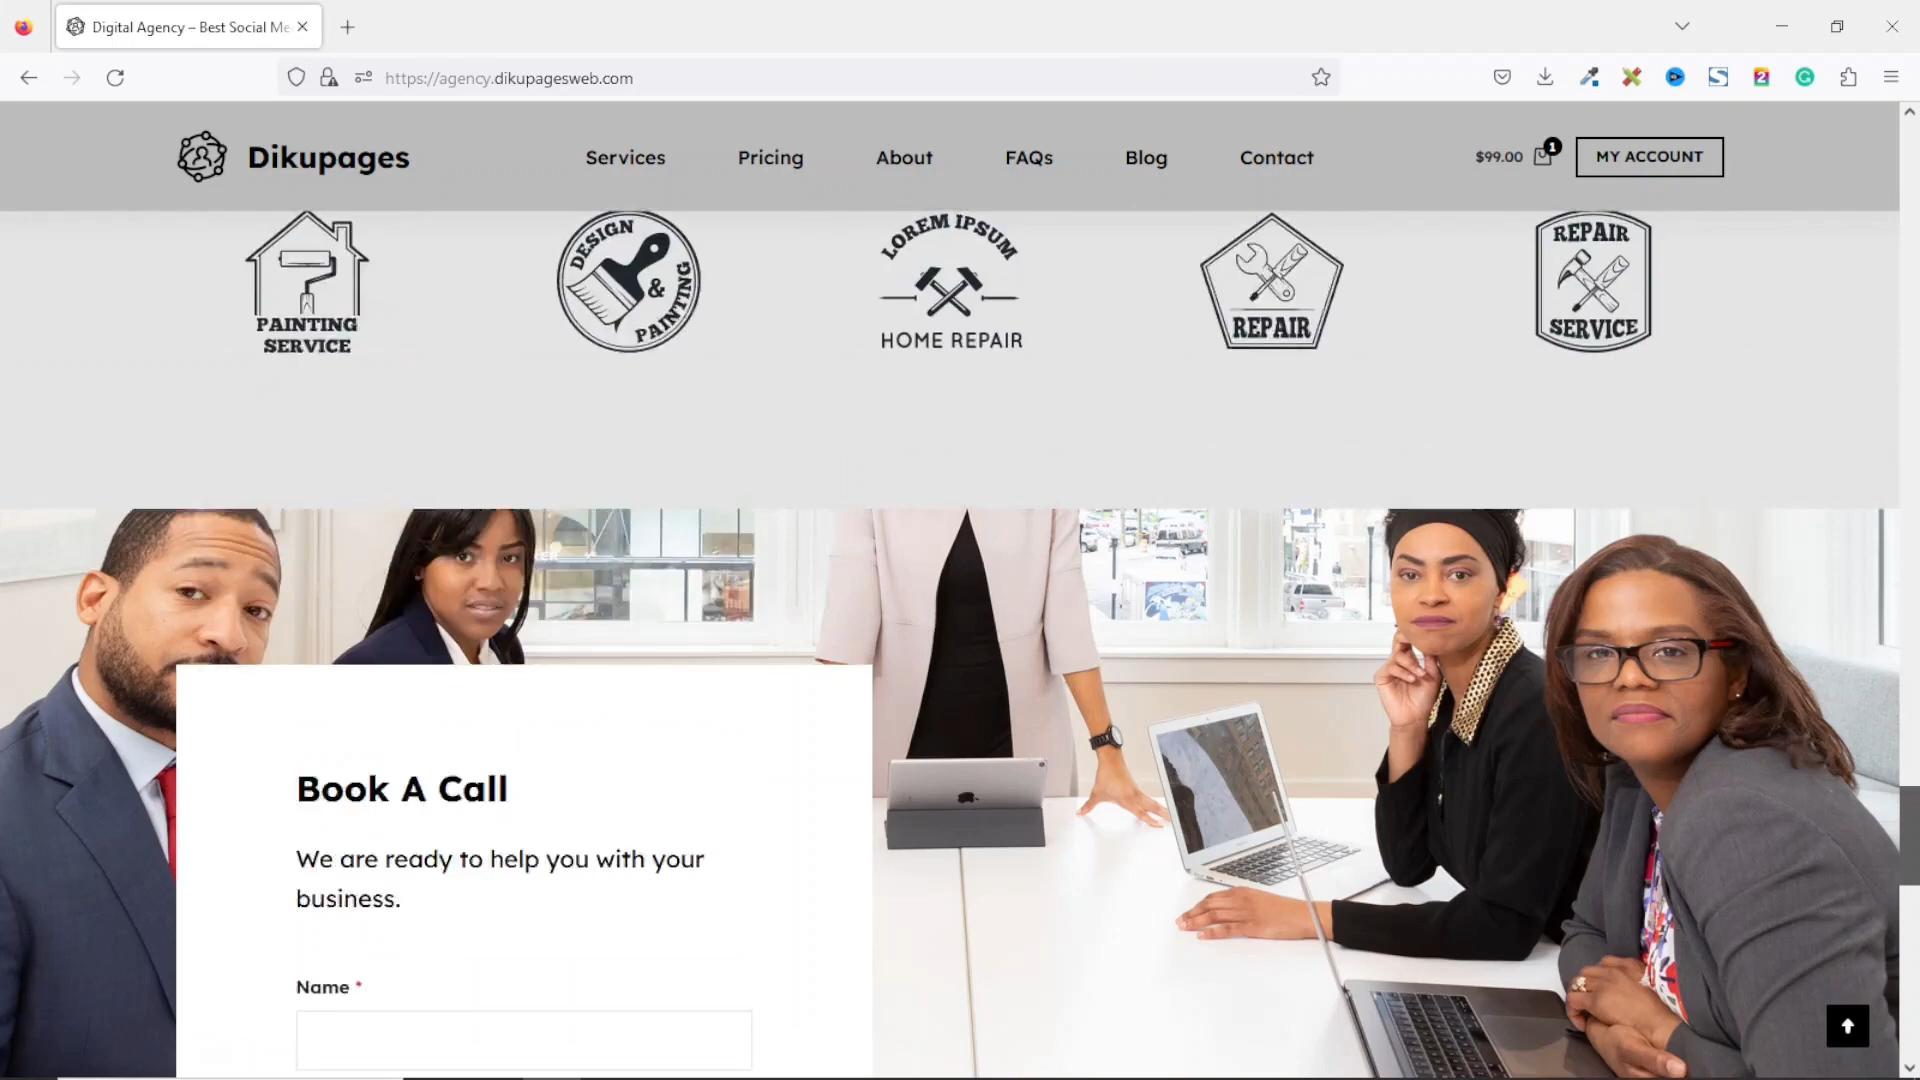 Digital Agency – Best Social Me
https://agency.dikupagesweb.com
Dikupages
Services
Pricing
About
FAQs
Blog
Contact
$99.00
1
MY ACCOUNT
PAINTING
SERVICE
DESIGN
&
PAINTING
LOREM IPSUM
HOME REPAIR
REPAIR
REPAIR
SERVICE
Book A Call
We are ready to help you with your
business.
Name *